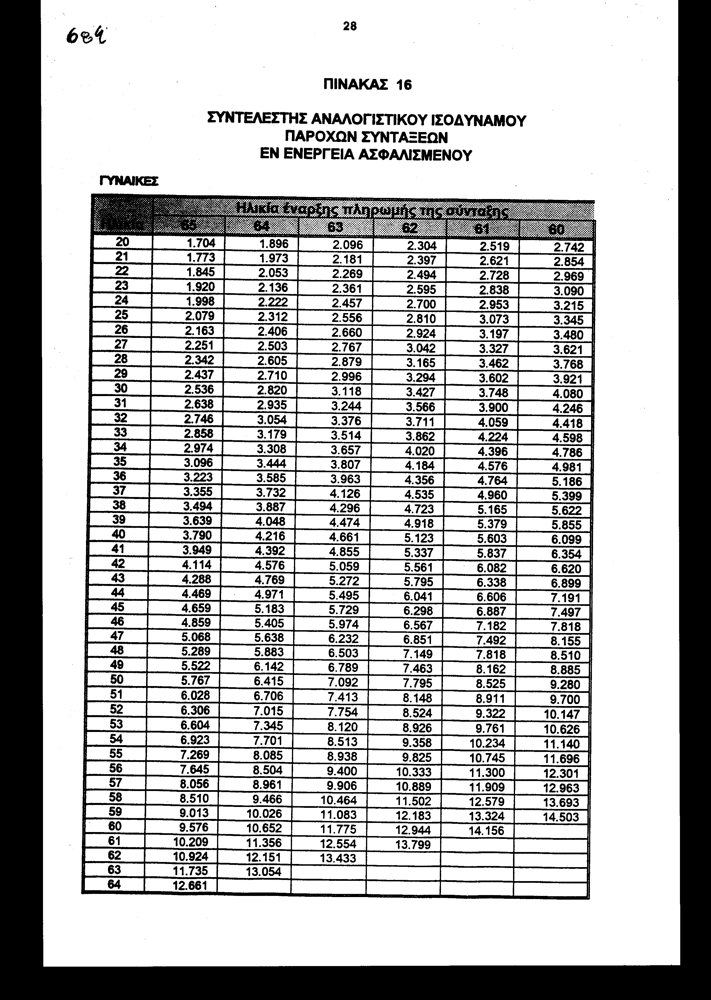 684
28
ΠΙΝΑΚΑΣ 16
ΣΥΝΤΕΛΕΣΤΗΣ ΑΝΑΛΟΓΙΣΤΙΚΟΥ ΙΣΟΔΥΝΑΜΟΥ
ΠΑΡΟΧΩΝ ΣΥΝΤΑΞΕΩΝ
ΕΝ ΕΝΕΡΓΕΙΑ ΑΣΦΑΛΙΣΜΕΝΟΥ
ΓΥΝΑΙΚΕΣ
Ηλικία έναρξης πληρωμής της σύνταξης
Ηλικία 65 64 63 62 61 60
20 1.704 1.896 2.096 2.304 2.519 2.742
21 1.773 1.973 2.181 2.397 2.621 2.854
22 1.845 2.053 2.269 2.494 2.728 2.969
23 1.920 2.136 2.361 2.595 2.838 3.090
24 1.998 2.222 2.457 2.700 2.953 3.215
25 2.079 2.312 2.556 2.810 3.073 3.345
26 2.163 2.406 2.660 2.924 3.197 3.480
27 2.251 2.503 2.767 3.042 3.327 3.621
28 2.342 2.605 2.879 3.165 3.462 3.768
29 2.437 2.710 2.996 3.294 3.602 3.921
30 2.536 2.820 3.118 3.427 3.748 4.080
31 2.638 2.935 3.244 3.566 3.900 4.246
32 2.746 3.054 3.376 3.711 4.059 4.418
33 2.858 3.179 3.514 3.862 4.224 4.598
34 2.974 3.308 3.657 4.020 4.396 4.786
35 3.096 3.444 3.807 4.184 4.576 4.981
36 3.223 3.585 3.963 4.356 4.764 5.186
37 3.355 3.732 4.126 4.535 4.960 5.399
38 3.494 3.887 4.296 4.723 5.165 5.622
39 3.639 4.048 4.474 4.918 5.379 5.855
40 3.790 4.216 4.661 5.123 5.603 6.099
41 3.949 4.392 4.855 5.337 5.837 6.354
42 4.114 4.576 5.059 5.561 6.082 6.620
43 4.288 4.769 5.272 5.795 6.338 6.899
44 4.469 4.971 5.495 6.041 6.606 7.191
45 4.659 5.183 5.729 6.298 6.887 7.497
46 4.859 5.405 5.974 6.567 7.182 7.818
47 5.068 5.638 6.232 6.851 7.492 8.155
48 5.289 5.883 6.503 7.149 7.818 8.510
49 5.522 6.142 6.789 7.463 8.162 8.885
50 5.767 6.415 7.092 7.795 8.525 9.280
51 6.028 6.706 7.413 8.148 8.911 9.700
52 6.306 7.015 7.754 8.524 9.322 10.147
53 6.604 7.345 8.120 8.926 9.761 10.626
54 6.923 7.701 8.513 9.358 10.234 11.140
55 7.269 8.085 8.938 9.825 10.745 11.696
56 7.645 8.504 9.400 10.333 11.300 12.301
57 8.056 8.961 9.906 10.889 11.909 12.963
58 8.510 9.466 10.464 11.502 12.579 13.693
59 9.013 10.026 11.083 12.183 13.324 14.503
60 9.576 10.652 11.775 12.944 14.156
61 10.209 11.356 12.554 13.799
62 10.924 12.151 13.433
63 11.735 13.054
64 12.661